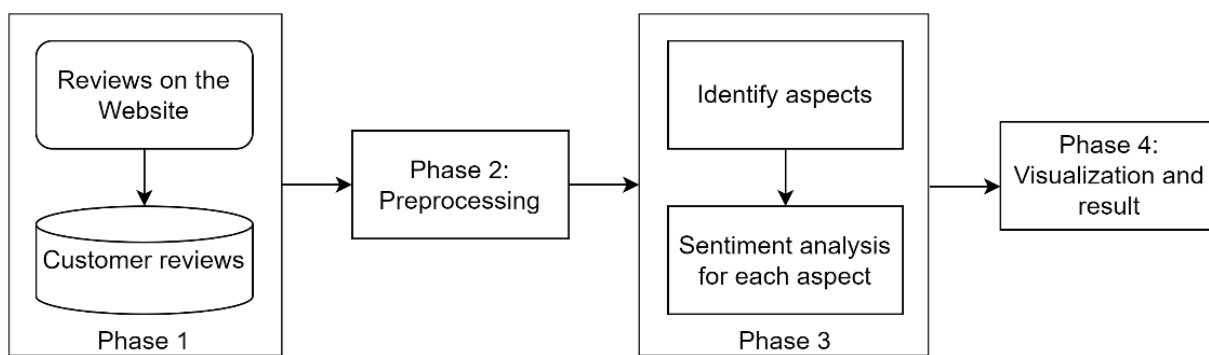 Reviews on the
Website
Customer reviews
Phase 1
Phase 2:
Preprocessing
Identify aspects
Sentiment analysis
for each aspect
Phase 3
Phase 4:
Visualization and
result